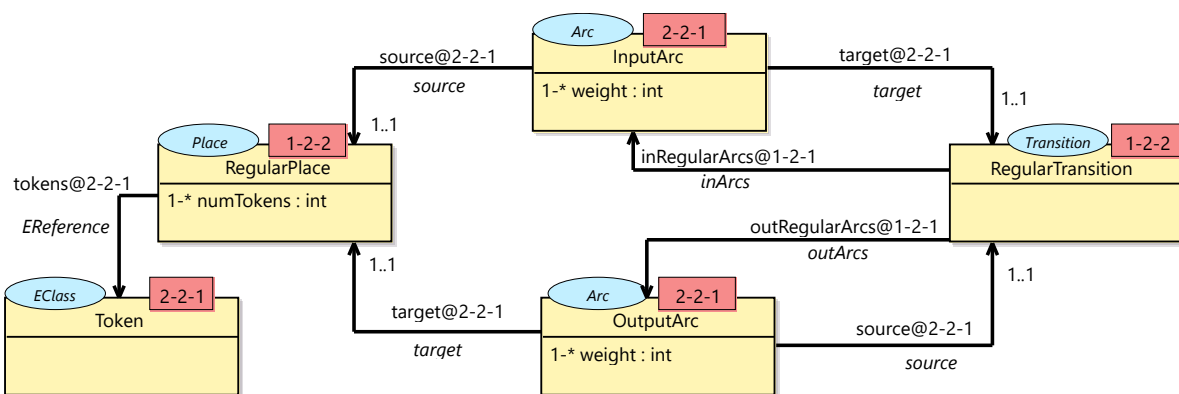 Arc
2-2-1
InputArc
1-* weight : int
source@2-2-1
source
1..1
target@2-2-1
target
1..1
Place
1-2-2
RegularPlace
1-* numTokens : int
inRegularArcs@1-2-1
inArcs
Transition
1-2-2
RegularTransition
tokens@2-2-1
EReference
outRegularArcs@1-2-1
outArcs
1..1
1..1
EClass
2-2-1
Token
Arc
2-2-1
OutputArc
1-* weight : int
target@2-2-1
target
source@2-2-1
source